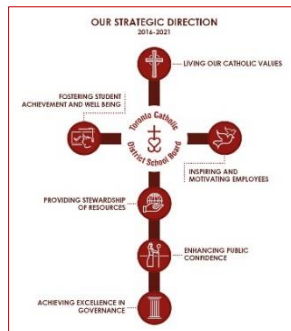 OUR STRATEGIC DIRECTION
2016-2021
LIVING OUR CATHOLIC VALUES
FOSTERING STUDENT
ACHIEVEMENT AND WELL BEING
Toronto Catholic
District School Board
INSPIRING AND
MOTIVATING EMPLOYEES
PROVIDING STEWARDSHIP
OF RESOURCES
ENHANCING PUBLIC
CONFIDENCE
ACHIEVING EXCELLENCE IN
GOVERNANCE